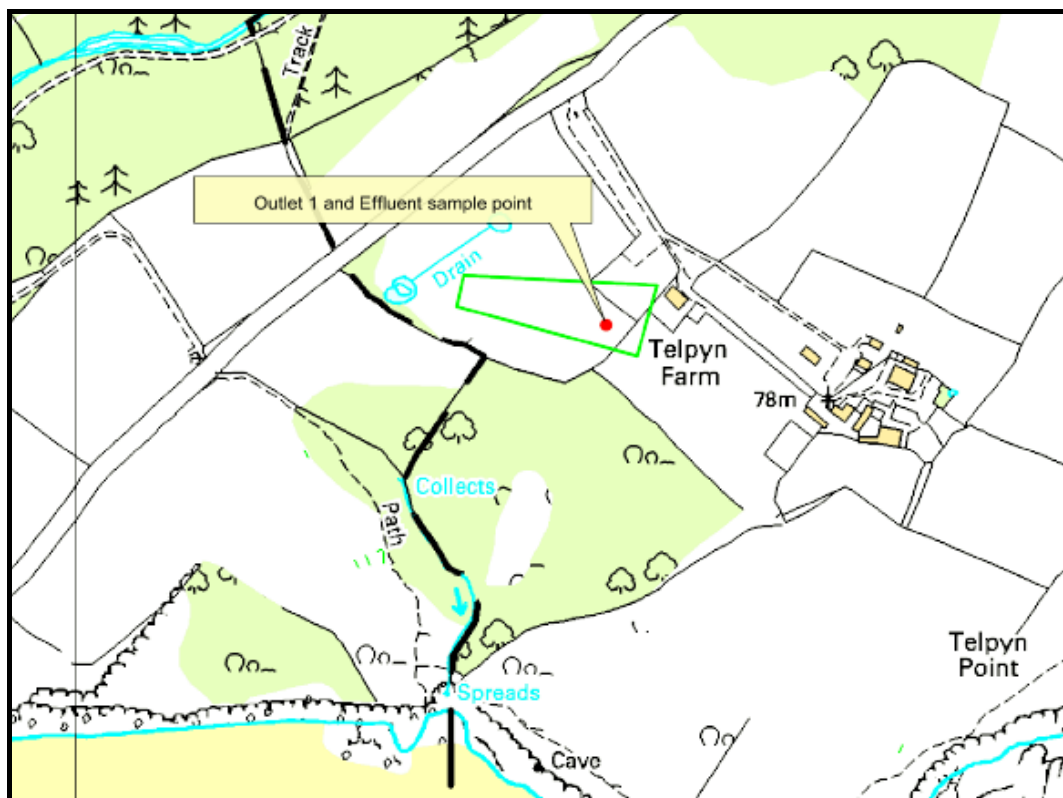 Track
Outlet 1 and Effluent sample point
Drain
Telpyn
Farm
78m
Collects
Path
Telpyn
Point
Spreads
Cave